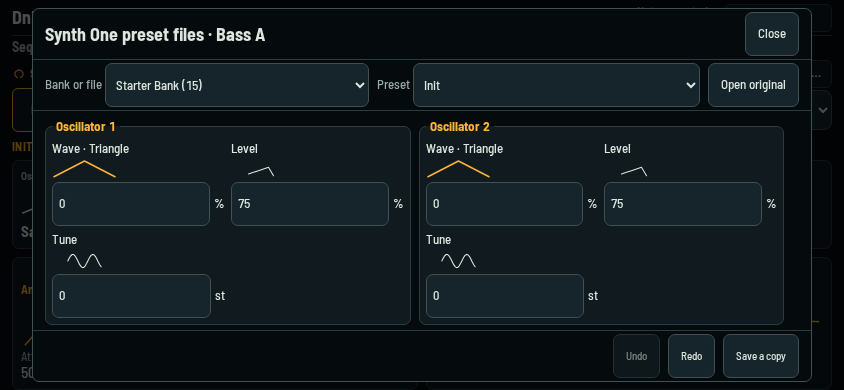 Synth One preset files · Bass A
Close
Bank or file
Starter Bank (15)
Preset
Init
Open original
Oscillator 1
Wave · Triangle
Level
0
%
75
%
Tune
0
st
Oscillator 2
Wave · Triangle
Level
0
%
75
%
Tune
0
st
Undo
Redo
Save a copy